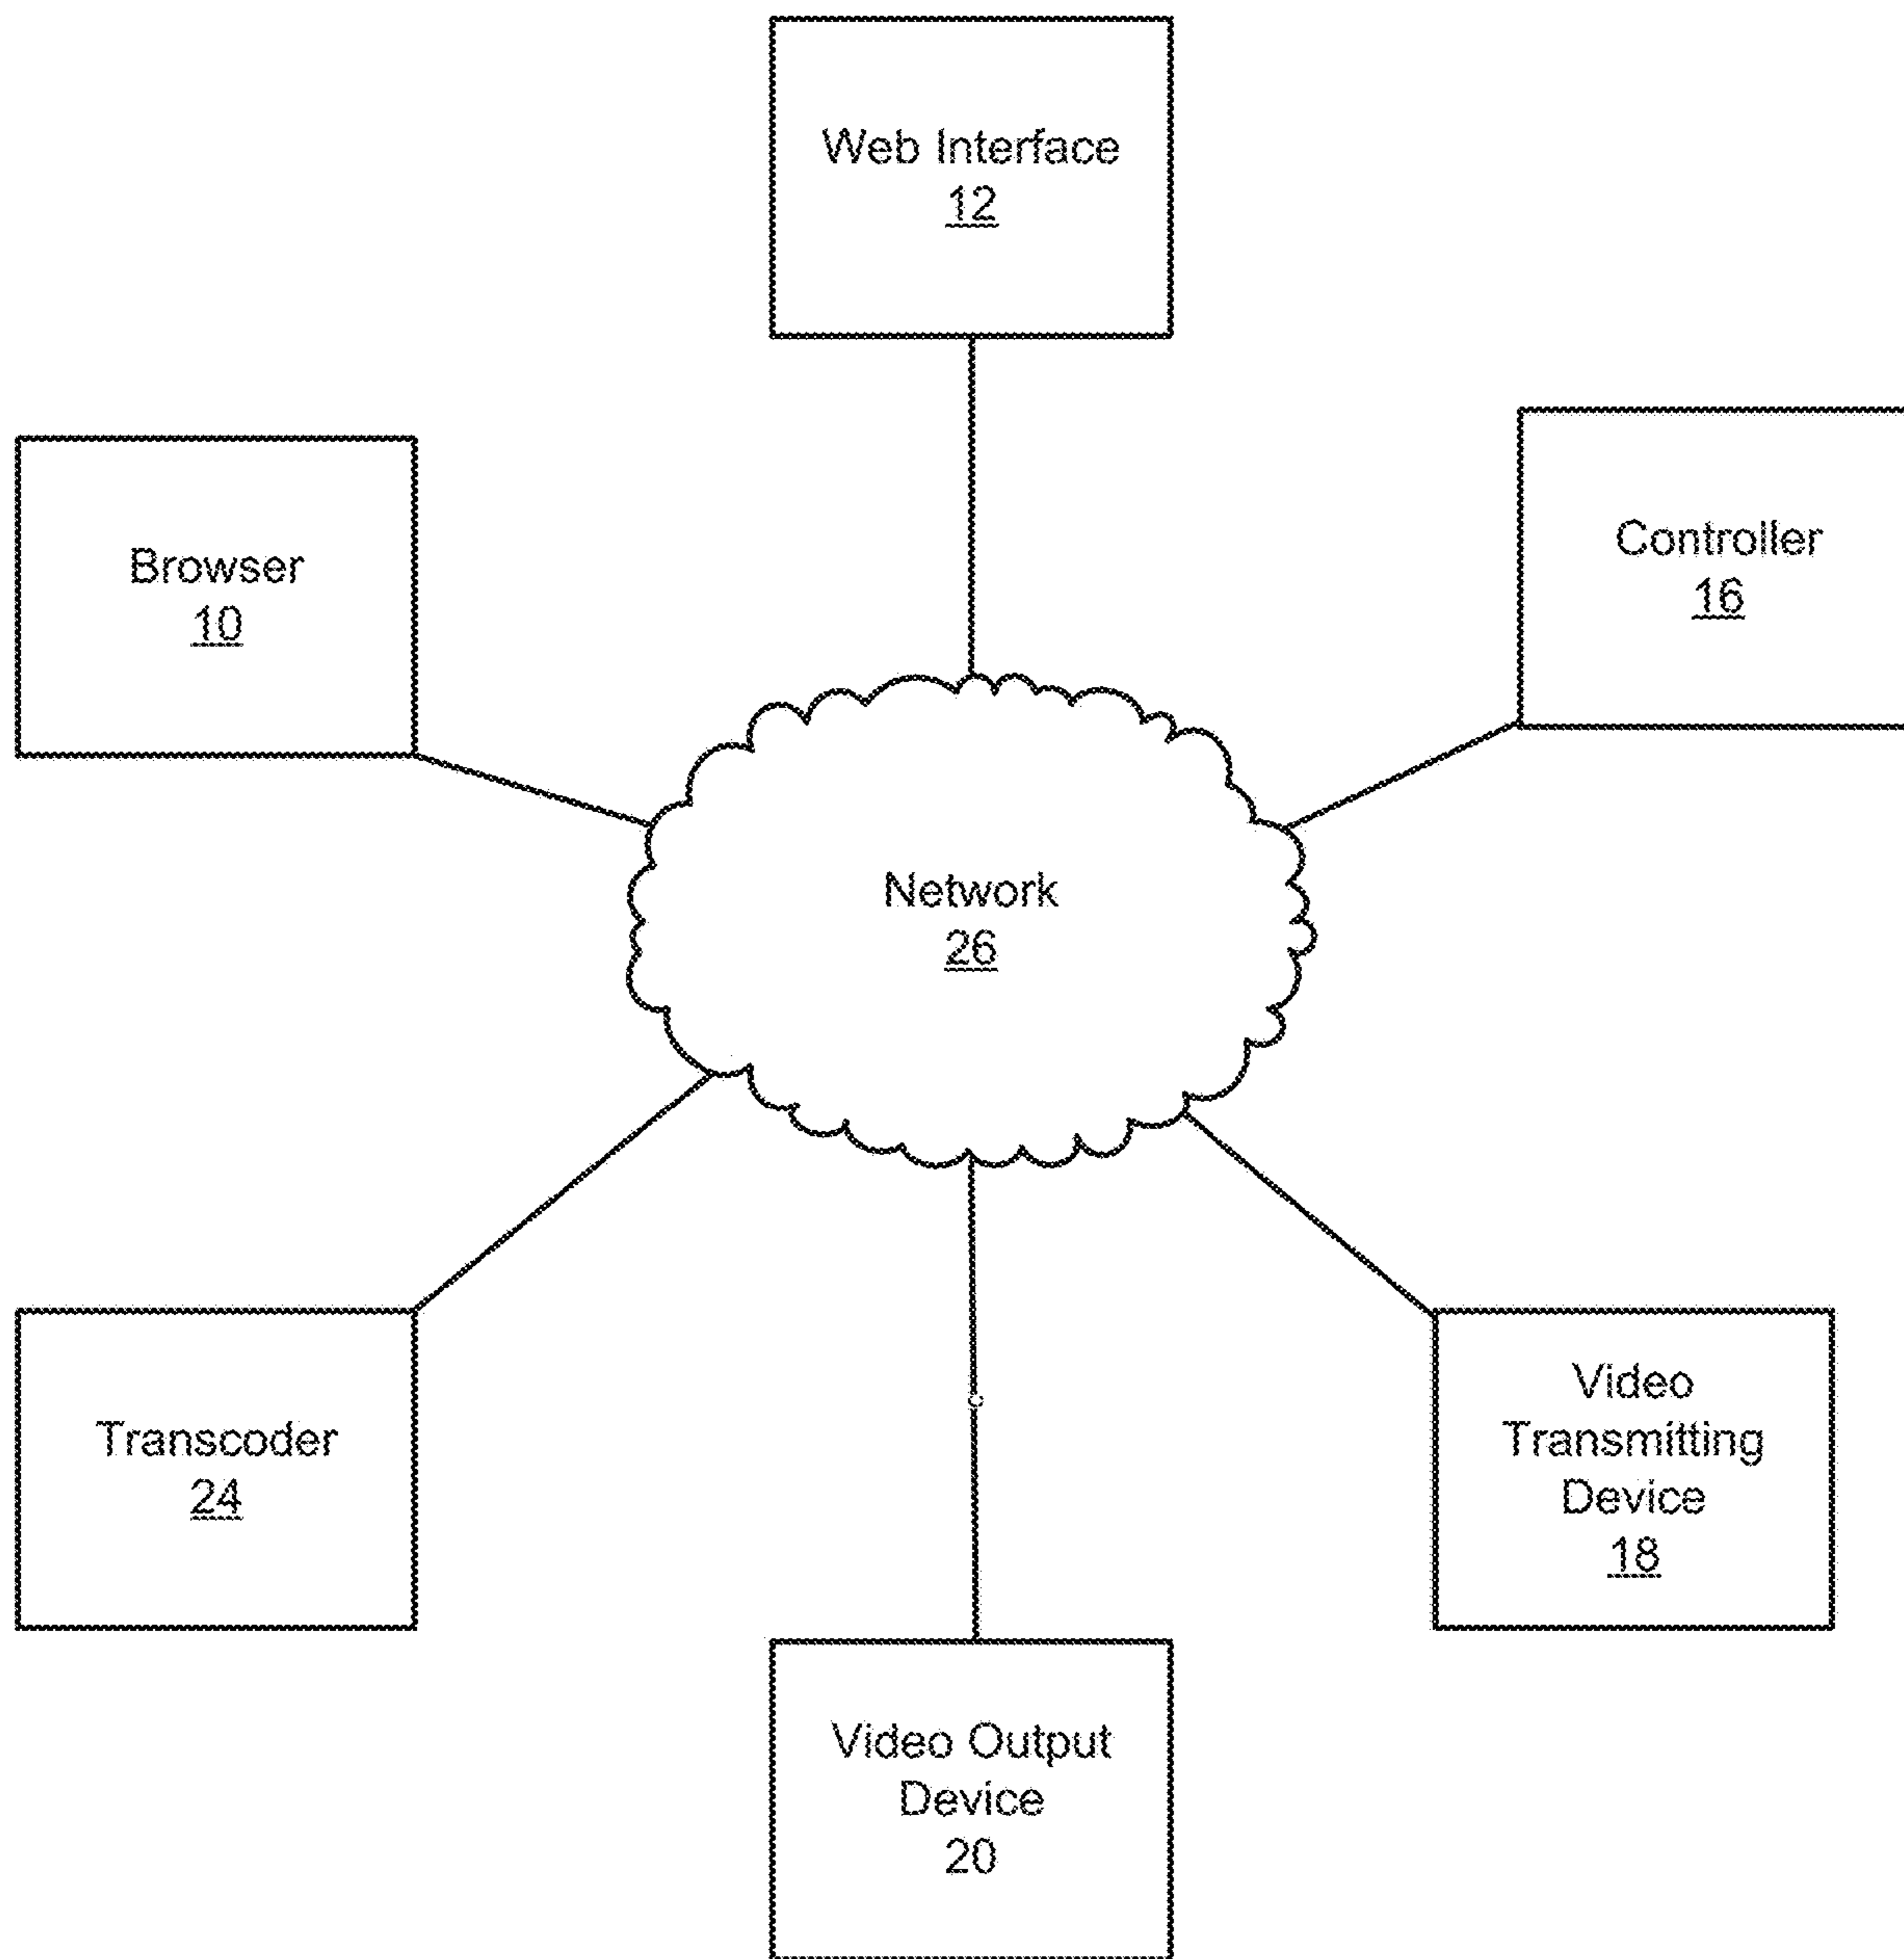 Web Interface
12
Browser
10
Controller
16
Network
26
Transcoder
24
Video
Transmitting
Device
18
Video Output
Device
20